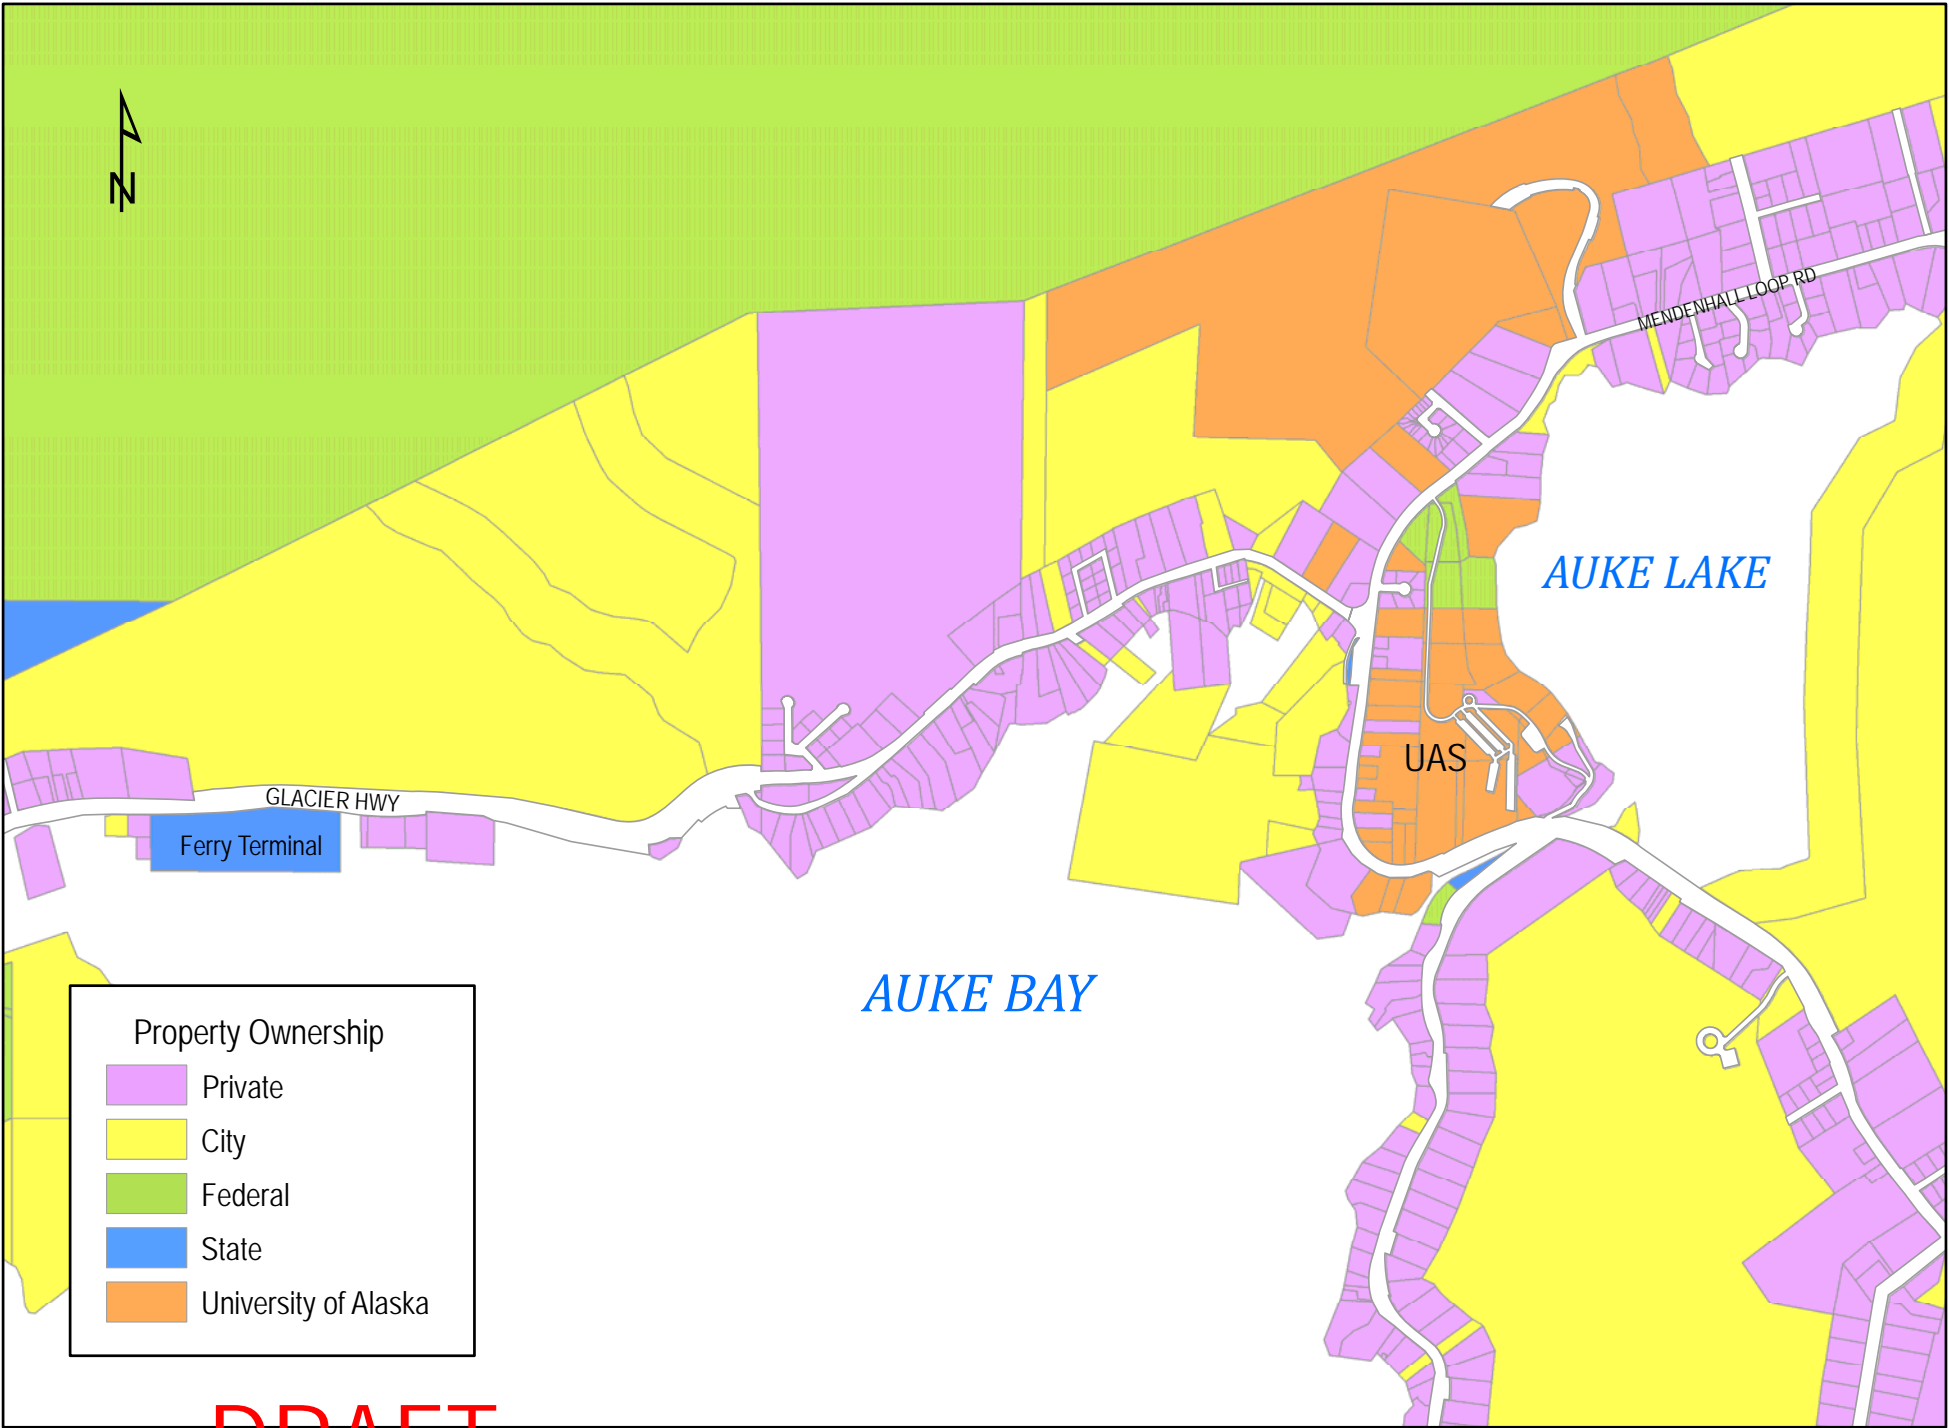 N
MENDENHALL LOOP RD
AUKE LAKE
UAS
GLACIER HWY
Ferry Terminal
AUKE BAY
Property Ownership
Private
City
Federal
State
University of Alaska
DRAFT